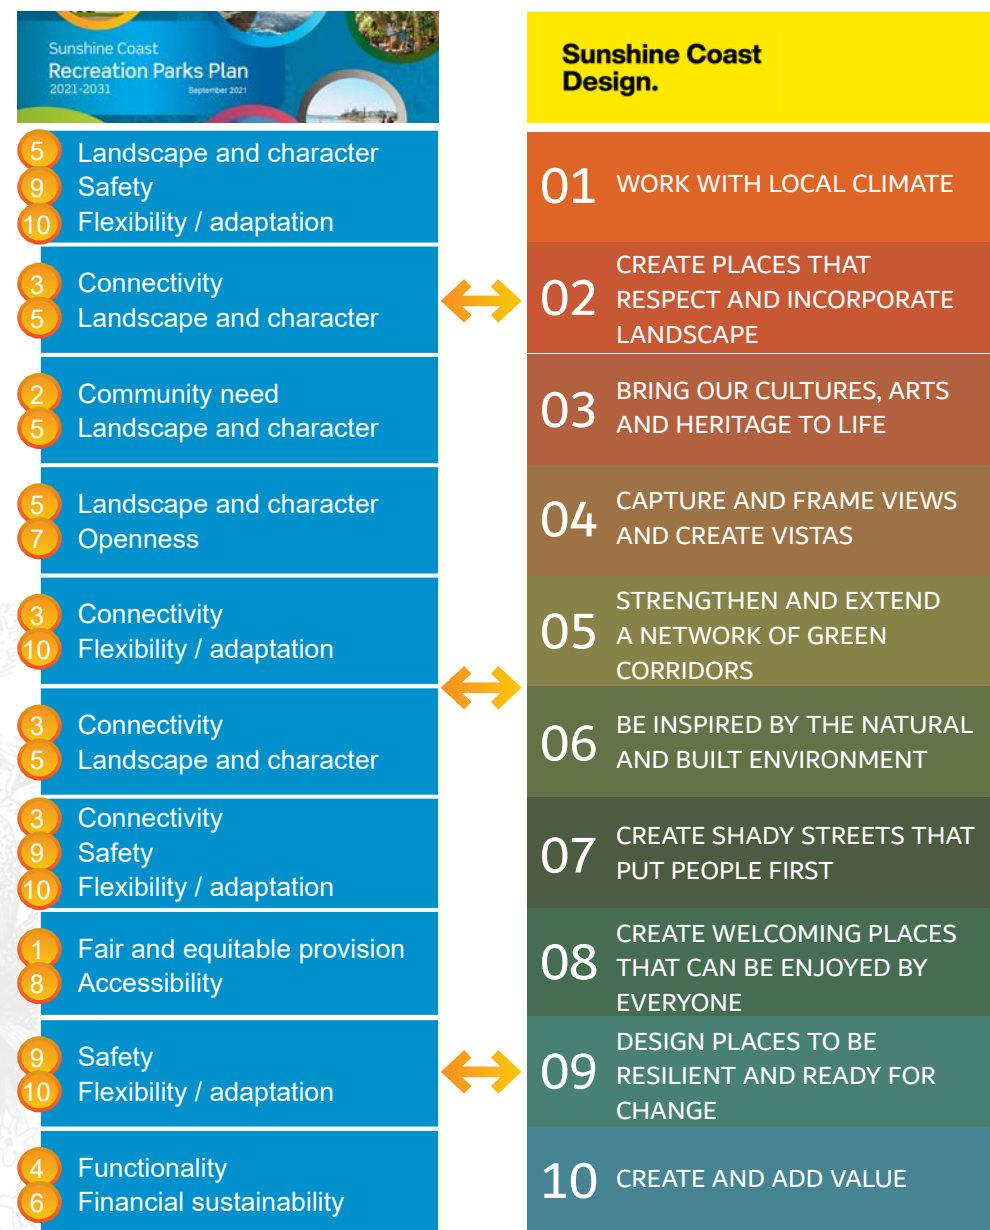 Sunshine Coast
Recreation Parks Plan
2021-2031 September 2021
Sunshine Coast
Design.
5 Landscape and character
9 Safety
10 Flexibility / adaptation
01 WORK WITH LOCAL CLIMATE
3 Connectivity
5 Landscape and character
02 CREATE PLACES THAT
RESPECT AND INCORPORATE
LANDSCAPE
2 Community need
5 Landscape and character
03 BRING OUR CULTURES, ARTS
AND HERITAGE TO LIFE
5 Landscape and character
7 Openness
04 CAPTURE AND FRAME VIEWS
AND CREATE VISTAS
3 Connectivity
10 Flexibility / adaptation
05 STRENGTHEN AND EXTEND
A NETWORK OF GREEN
CORRIDORS
3 Connectivity
5 Landscape and character
06 BE INSPIRED BY THE NATURAL
AND BUILT ENVIRONMENT
3 Connectivity
9 Safety
10 Flexibility / adaptation
07 CREATE SHADY STREETS THAT
PUT PEOPLE FIRST
1 Fair and equitable provision
8 Accessibility
08 CREATE WELCOMING PLACES
THAT CAN BE ENJOYED BY
EVERYONE
9 Safety
10 Flexibility / adaptation
09 DESIGN PLACES TO BE
RESILIENT AND READY FOR
CHANGE
4 Functionality
6 Financial sustainability
10 CREATE AND ADD VALUE